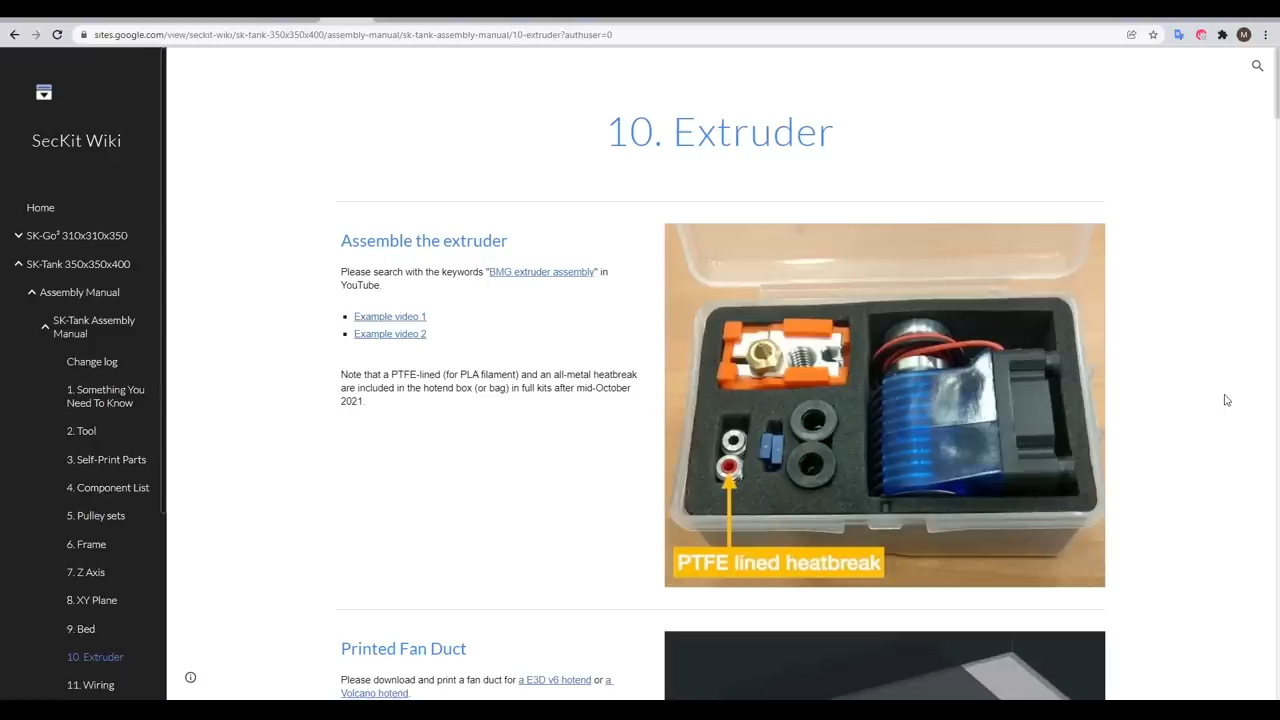 sites.google.com/view/seckit-wiki/sk-tank-350x350x400/assembly-manual/sk-tank-assembly-manual/10-extruder?authuser=0
M
SecKit Wiki
Home
SK-Go² 310x310x350
SK-Tank 350x350x400
Assembly Manual
SK-Tank Assembly
Manual
Change log
1. Something You
Need To Know
2. Tool
3. Self-Print Parts
4. Component List
5. Pulley sets
6. Frame
7. Z Axis
8. XY Plane
9. Bed
10. Extruder
11. Wiring
10. Extruder
Assemble the extruder
Please search with the keywords "BMG extruder assembly" in
YouTube.
Example video 1
Example video 2
Note that a PTFE-lined (for PLA filament) and an all-metal heatbreak
are included in the hotend box (or bag) in full kits after mid-October
2021.
PTFE lined heatbreak
Printed Fan Duct
Please download and print a fan duct for a E3D v6 hotend or a
Volcano hotend.